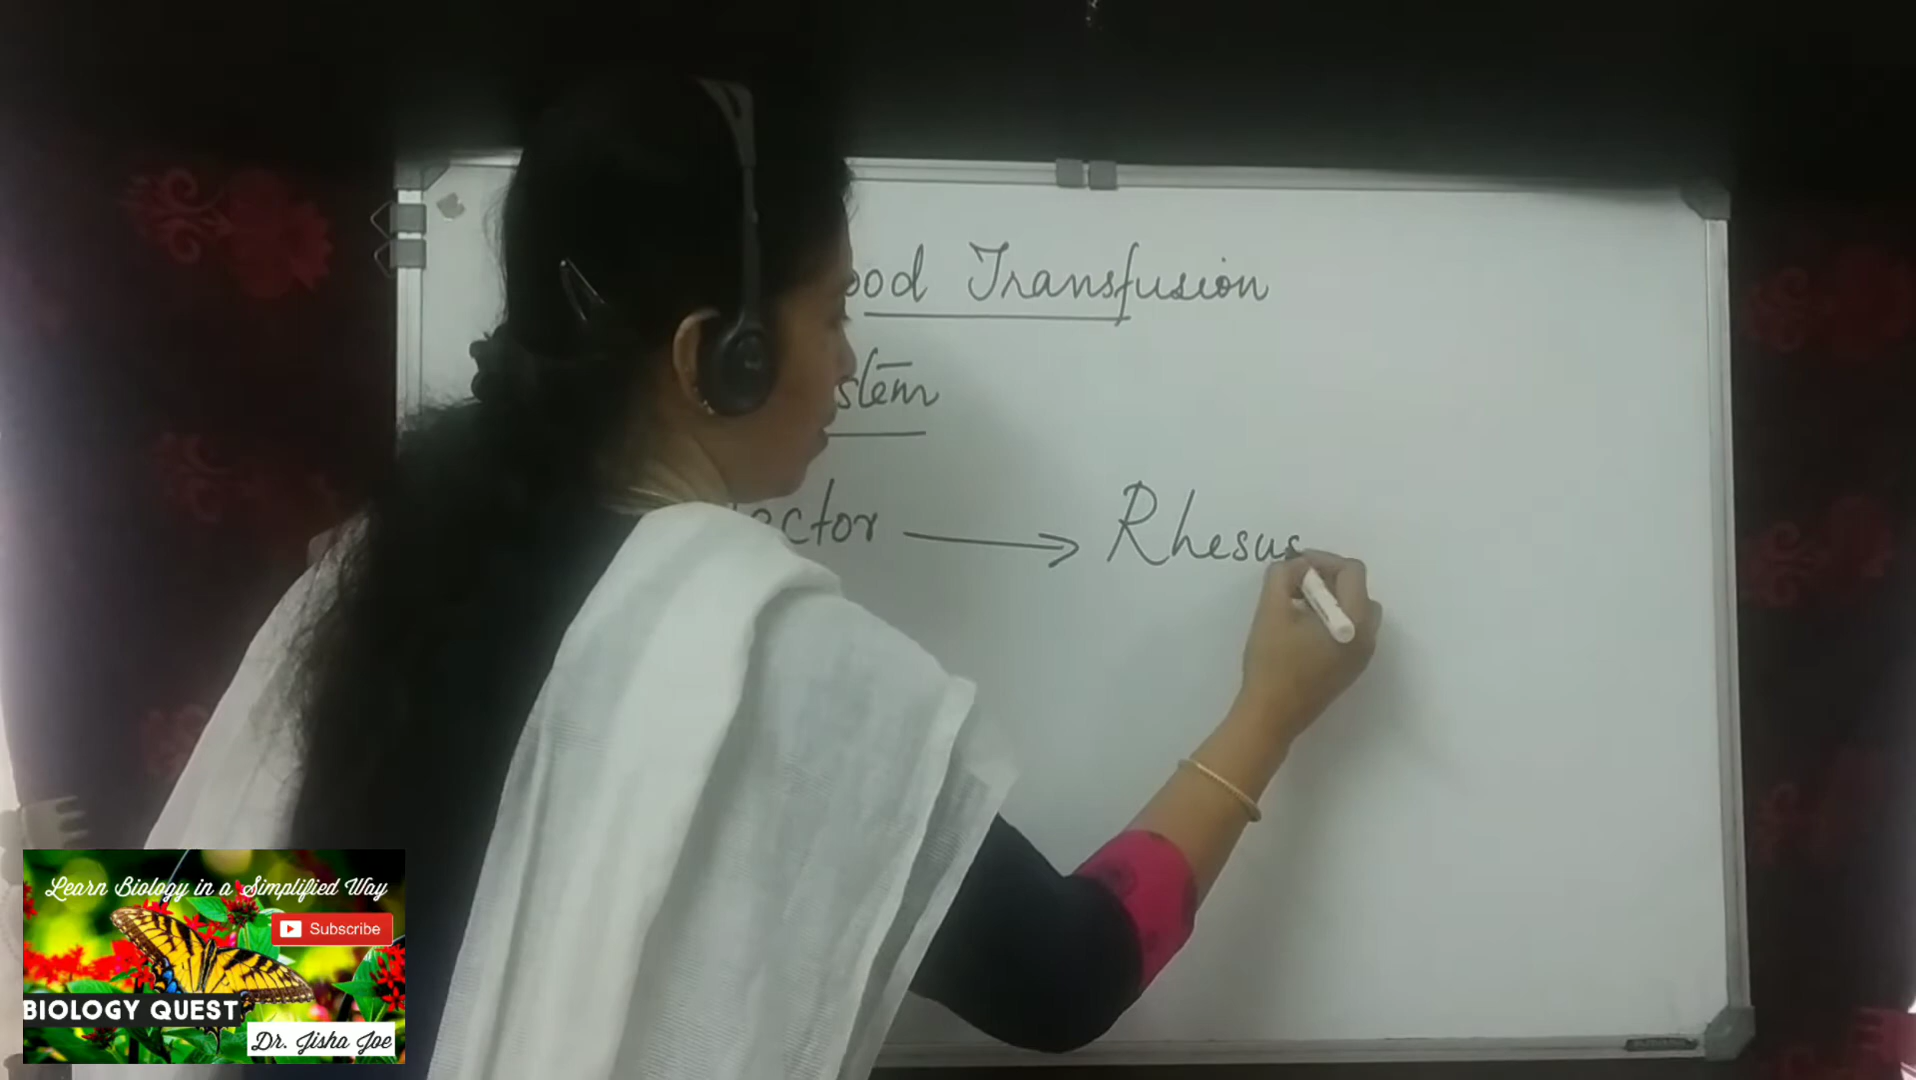 ood Transfusion
stem
ector → Rhesus
Learn Biology in a Simplified Way
Subscribe
BIOLOGY QUEST
Dr. Jisha Joe